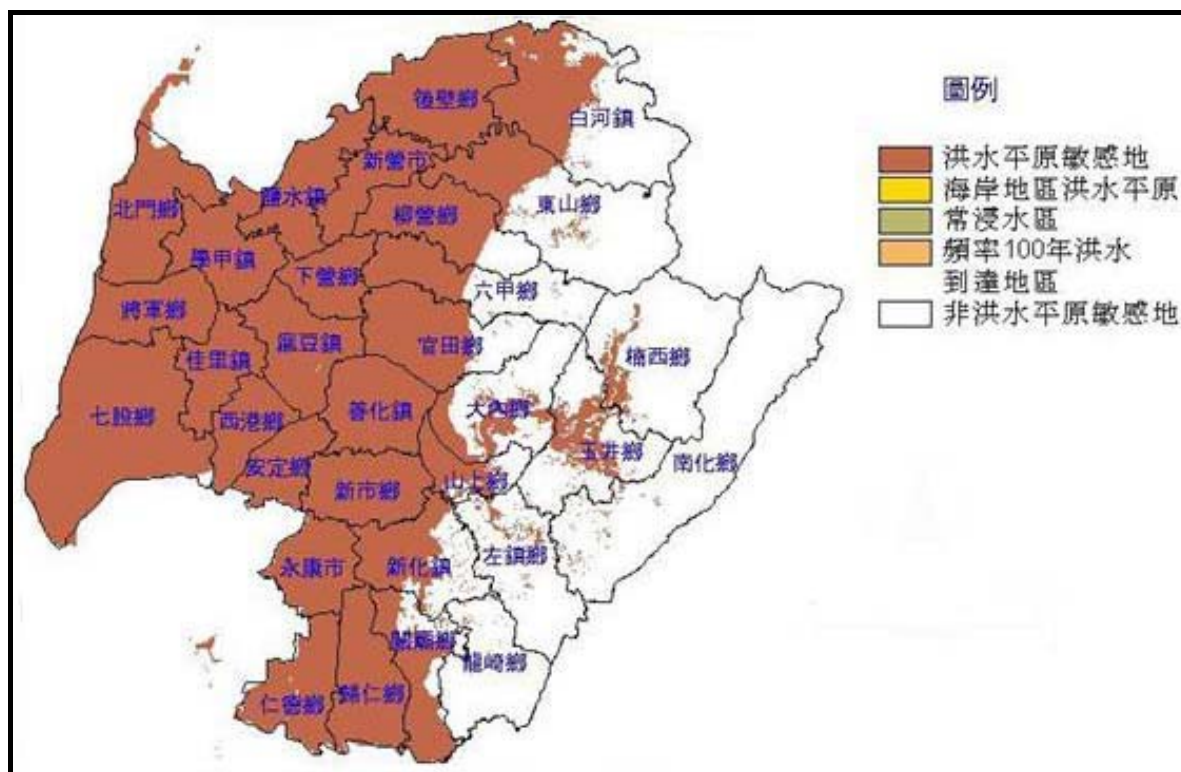 圖例
洪水平原敏感地
海岸地區洪水平原
常浸水區
頻率100年洪水
到達地區
非洪水平原敏感地
後壁鄉
白河鎮
新營市
鹽水鎮
北門鄉
柳營鄉
東山鄉
學甲鎮
下營鄉
六甲鄉
將軍鄉
麻豆鎮
官田鄉
楠西鄉
佳里鎮
七股鄉
西港鄉
善化鎮
大內鄉
玉井鄉
南化鄉
安定鄉
新市鄉
山上鄉
永康市
新化鎮
左鎮鄉
關廟鄉
龍崎鄉
仁德鄉
歸仁鄉